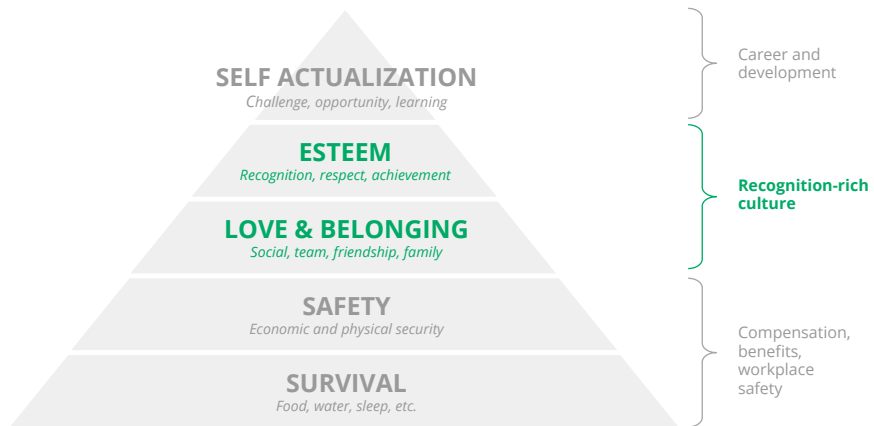 SELF ACTUALIZATION
Challenge, opportunity, learning
Career and
development
ESTEEM
Recognition, respect, achievement
LOVE & BELONGING
Social, team, friendship, family
Recognition-rich
culture
SAFETY
Economic and physical security
SURVIVAL
Food, water, sleep, etc.
Compensation,
benefits,
workplace
safety